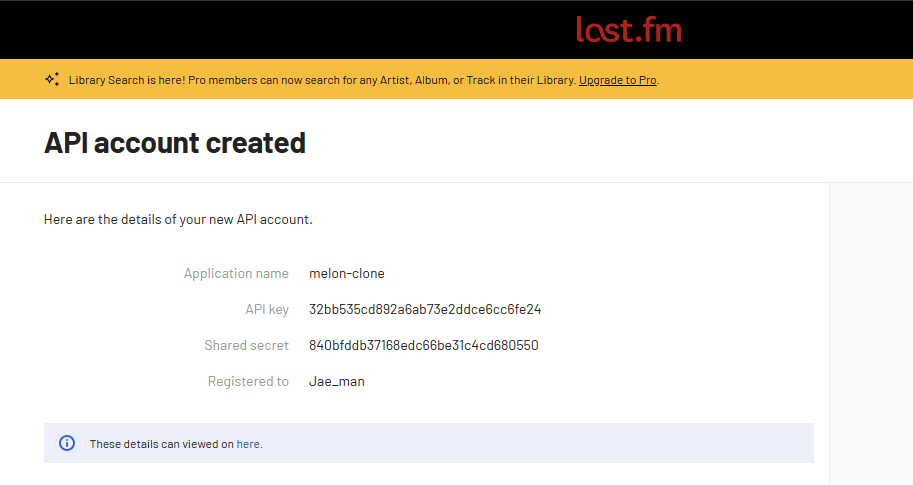 last.fm
Library Search is here! Pro members can now search for any Artist, Album, or Track in their Library. Upgrade to Pro.
API account created
Here are the details of your new API account.
Application name melon-clone
API key 32bb535cd892a6ab73e2ddce6cc6fe24
Shared secret 840bfddb37168edc66be31c4cd680550
Registered to Jae_man
These details can viewed on here.